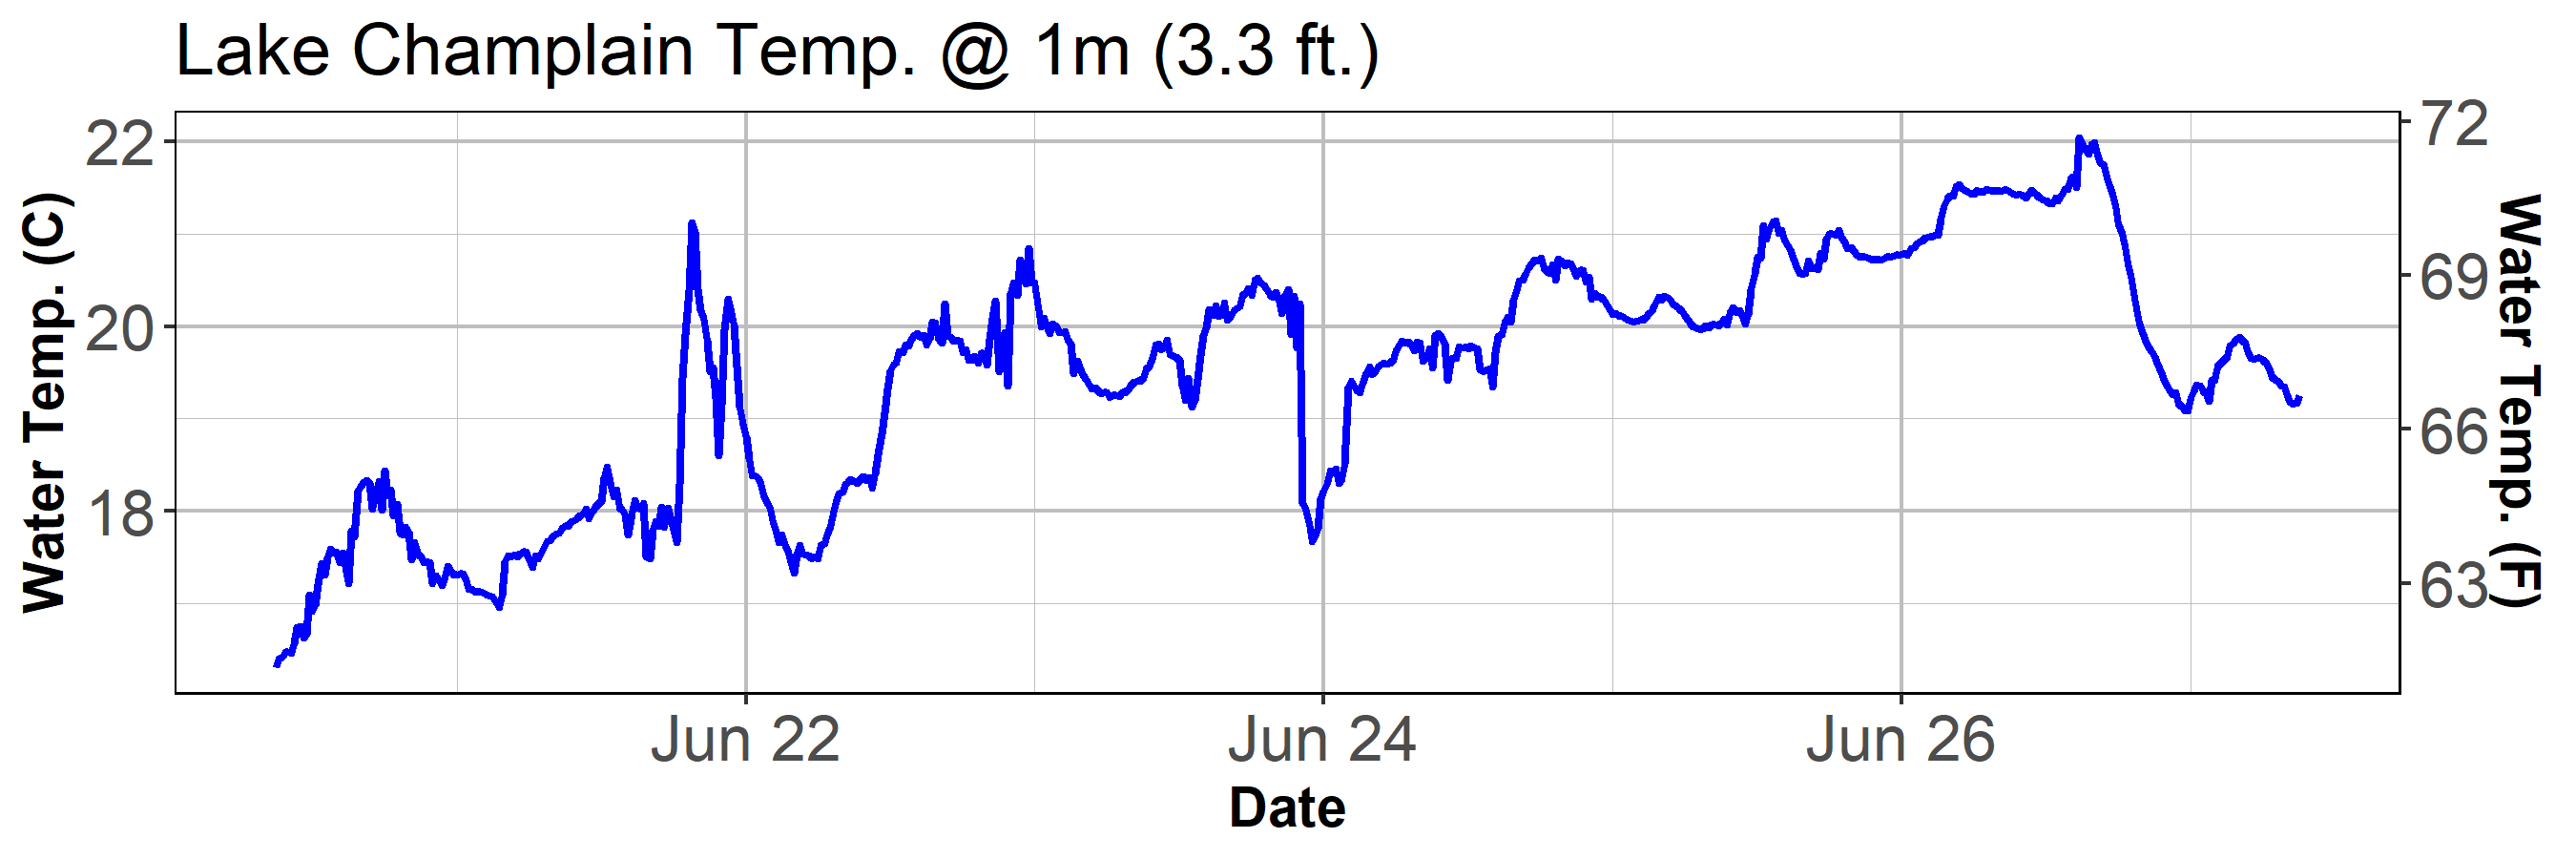 Lake Champlain Temp. @ 1m (3.3 ft.)
Water Temp. (C)
22
20
18
72
69
66
63
Water Temp. (F)
Jun 22
Jun 24
Jun 26
Date